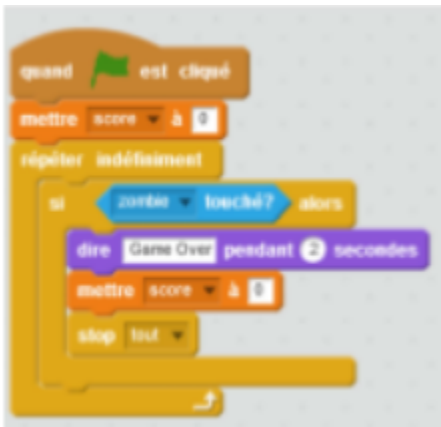 quand est cliqué
mettre score à 0
répéter indéfiniment
si zombie touché? alors
dire Game Over pendant 2 secondes
mettre score à 0
stop tout